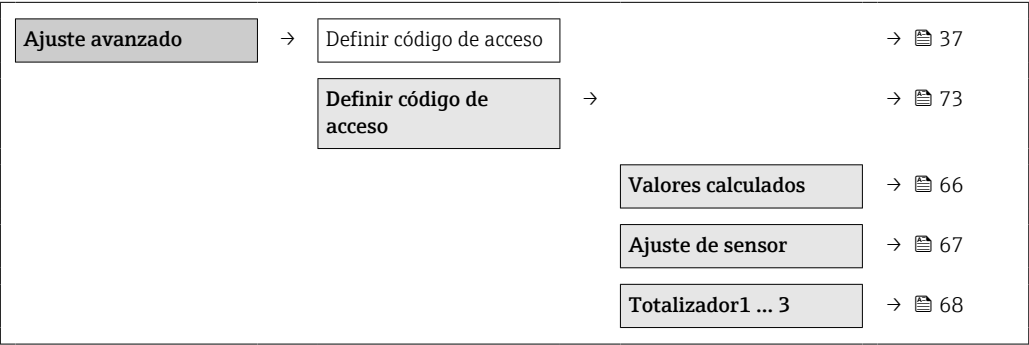 Ajuste avanzado → Definir código de acceso → 37
Definir código de → → 73
acceso
Valores calculados → 66
Ajuste de sensor → 67
Totalizador1 ... 3 → 68